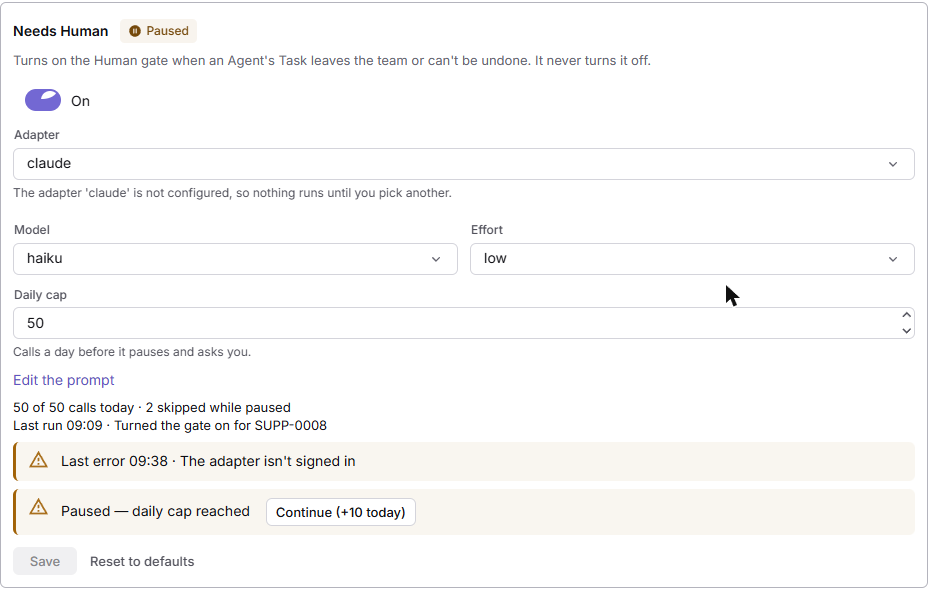 Needs Human
Paused
Turns on the Human gate when an Agent's Task leaves the team or can't be undone. It never turns it off.
On
Adapter
claude
The adapter 'claude' is not configured, so nothing runs until you pick another.
Model
Effort
haiku
low
Daily cap
50
Calls a day before it pauses and asks you.
Edit the prompt
50 of 50 calls today · 2 skipped while paused
Last run 09:09 · Turned the gate on for SUPP-0008
Last error 09:38 · The adapter isn't signed in
Paused — daily cap reached
Continue (+10 today)
Save
Reset to defaults